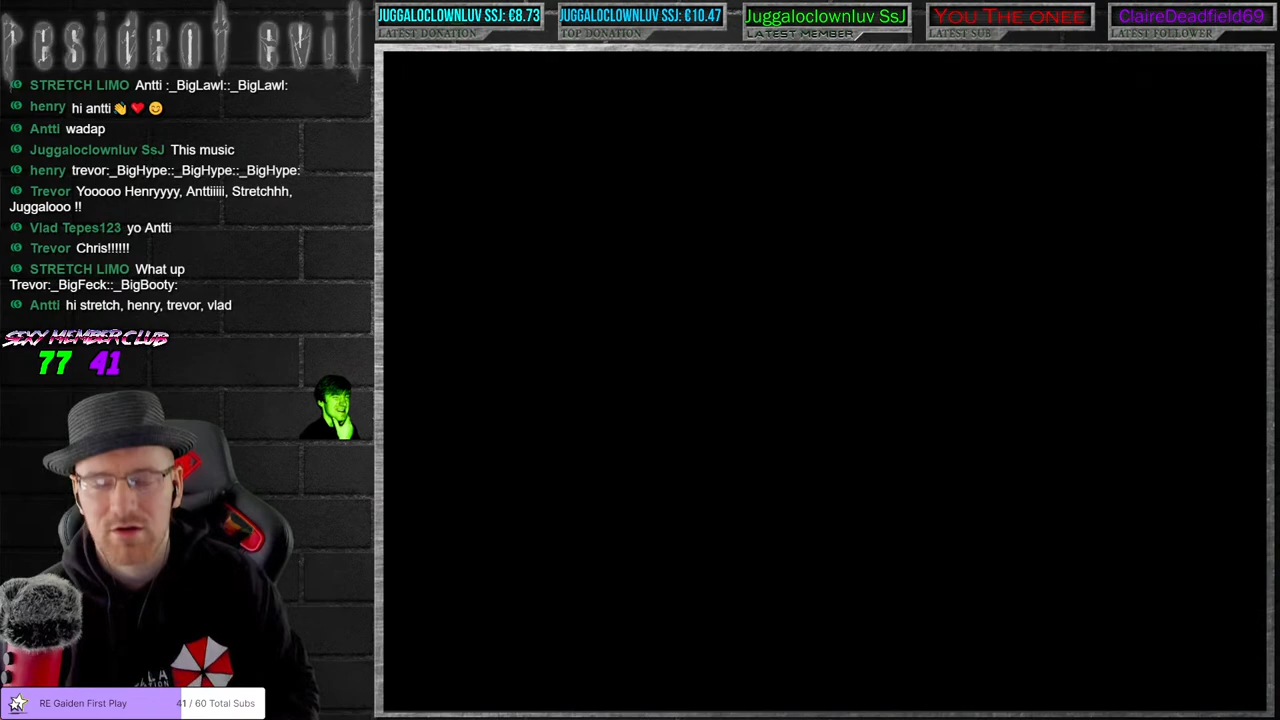 JUGGALOCLOWNLUV SSJ: €8.73
LATEST DONATION
JUGGALOCLOWNLUV SSJ: €10.47
TOP DONATION
Juggaloclownluv SsJ
LATEST MEMBER
You The onee
LATEST SUB
ClaireDeadfield69
LATEST FOLLOWER
resident evil
STRETCH LIMO Antti :_BigLawl::_BigLawl:
henry hi antti👋❤️😊
Antti wadap
Juggaloclownluv SsJ This music
henry trevor:_BigHype::_BigHype::_BigHype:
Trevor Yooooo Henryyyy, Anttiiiii, Stretchhh,
Juggalooo !!
Vlad Tepes123 yo Antti
Trevor Chris!!!!!!
STRETCH LIMO What up
Trevor:_BigFeck::_BigBooty:
Antti hi stretch, henry, trevor, vlad
SEXY MEMBER CLUB
77 41
RE Gaiden First Play 41 / 60 Total Subs